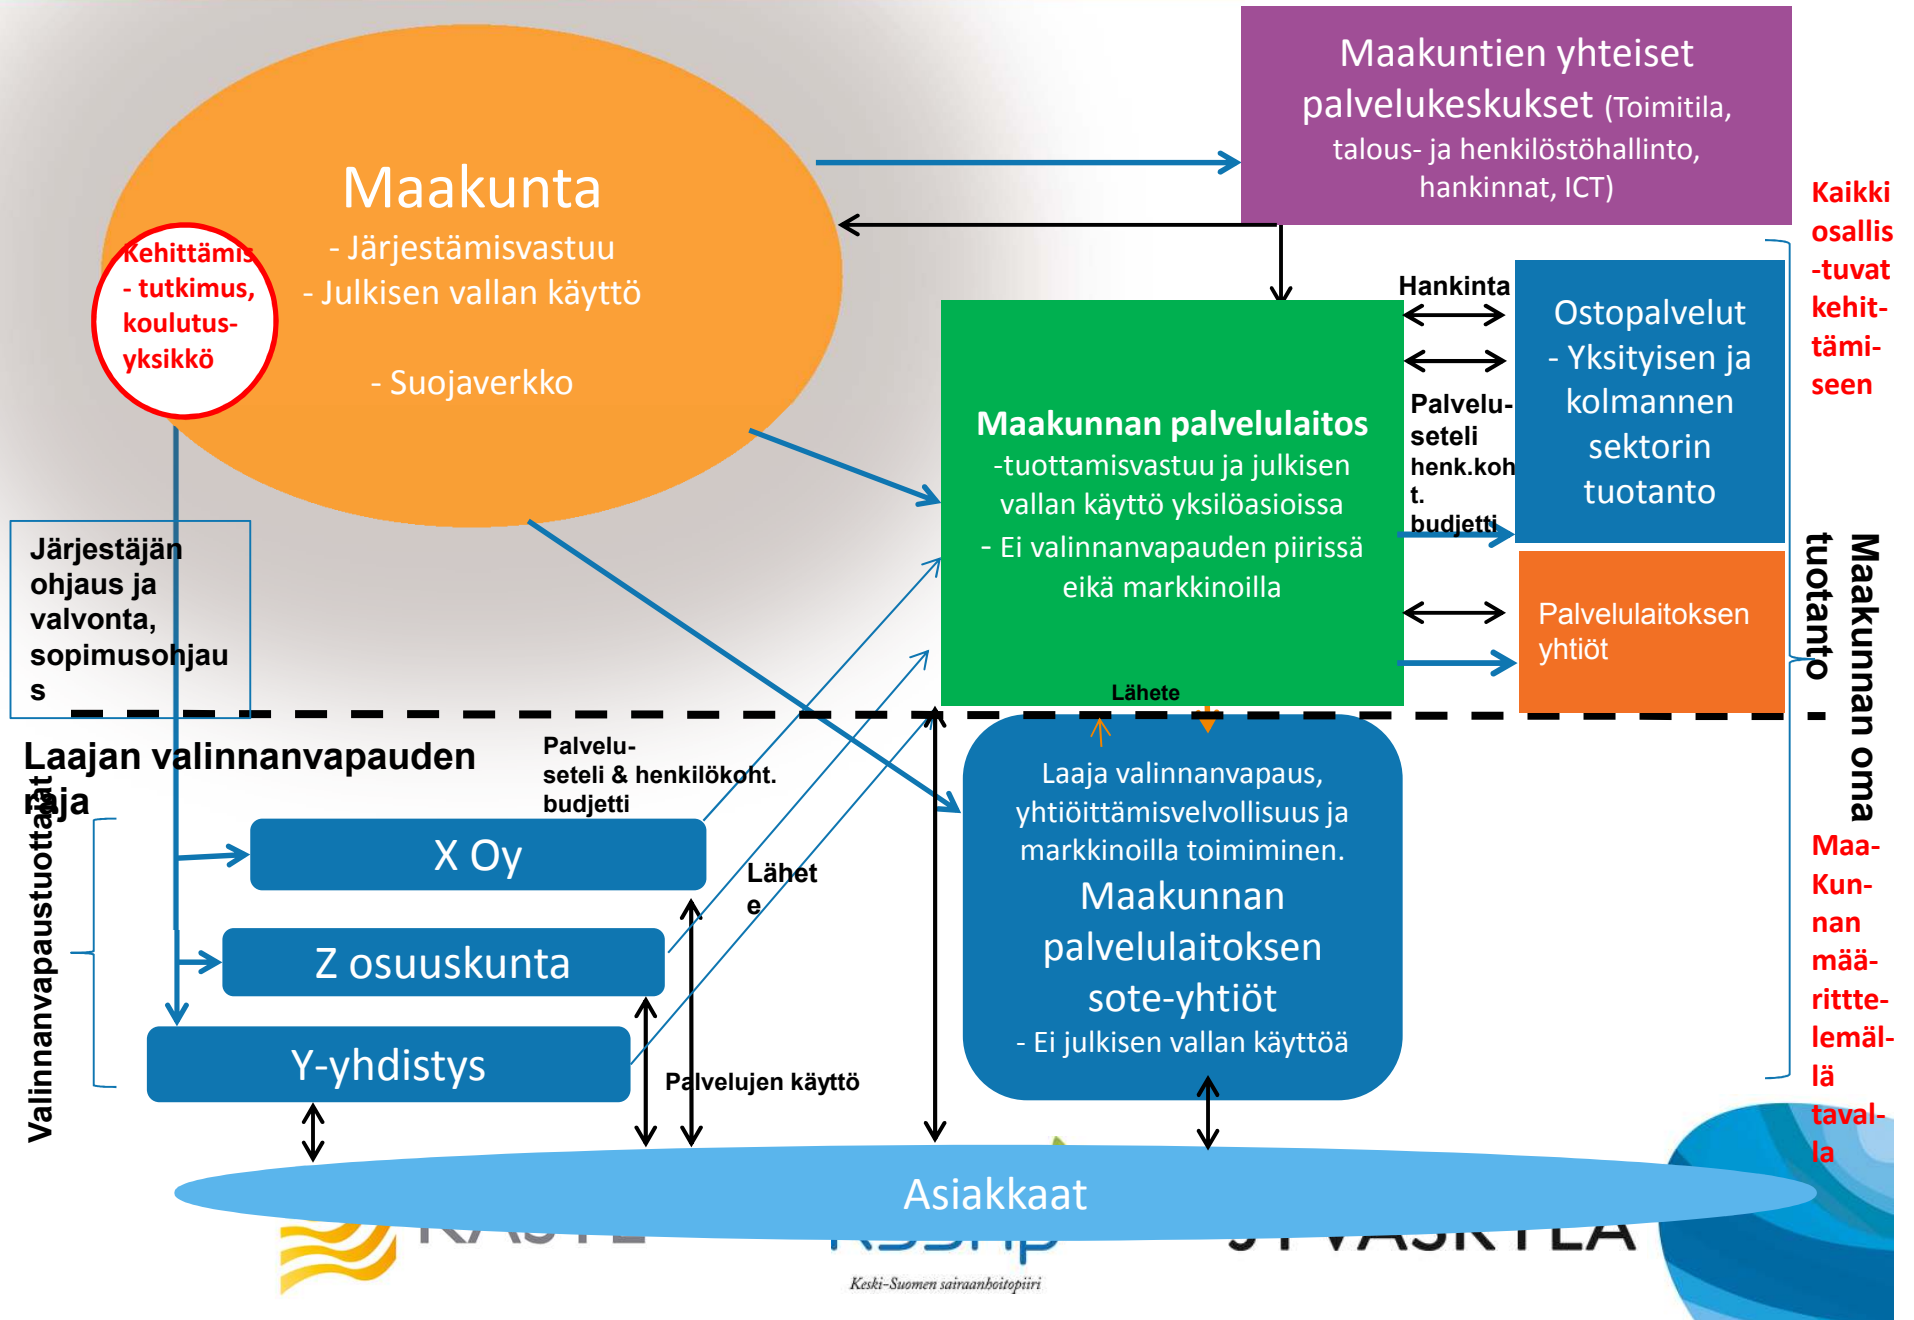 Maakuntien yhteiset
palvelukeskukset (Toimitila,
talous- ja henkilöstöhallinto,
hankinnat, ICT)
Maakunta
- Järjestämisvastuu
- Julkisen vallan käyttö
- Suojaverkko
Kehittämis
- tutkimus,
koulutus-
yksikkö
Kaikki
osallis
-tuvat
kehit-
tämi-
seen
Hankinta
Ostopalvelut
- Yksityisen ja
kolmannen
sektorin
tuotanto
Palvelu-
seteli
henk.koh
t.
budjetti
Maakunnan palvelulaitos
-tuottamisvastuu ja julkisen
vallan käyttö yksilöasioissa
- Ei valinnanvapauden piirissä
eikä markkinoilla
Lähete
Palvelulaitoksen
yhtiöt
Maakunnan oma
tuotanto
Järjestäjän
ohjaus ja
valvonta,
sopimusohjau
s
Laajan valinnanvapauden
raja
Valinnanvapaustuottajat
Palvelu-
seteli & henkilökoht.
budjetti
X Oy
Lähet
e
Z osuuskunta
Y-yhdistys
Palvelujen käyttö
Laaja valinnanvapaus,
yhtiöittämisvelvollisuus ja
markkinoilla toimiminen.
Maakunnan
palvelulaitoksen
sote-yhtiöt
- Ei julkisen vallan käyttöä
Maa-
Kun-
nan
mää-
rittte-
lemäl-
lä
taval-
la
Asiakkaat
KASTE
KSSHP
Keski-Suomen sairaanhoitopiiri
JYVÄSKYLÄ